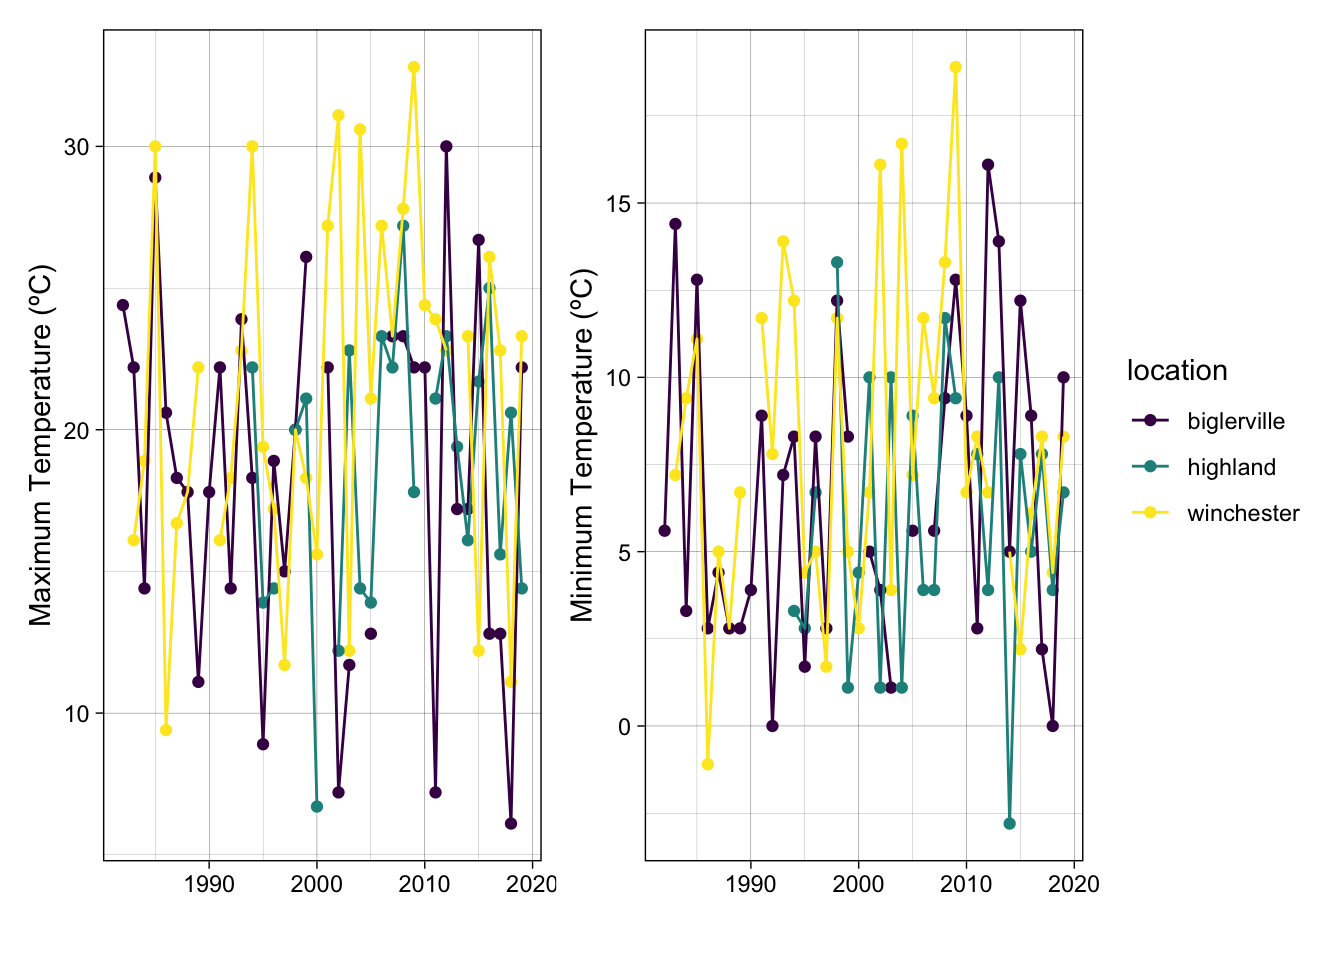 Maximum Temperature (ºC)
30
20
10
1990 2000 2010 2020
Minimum Temperature (ºC)
15
10
5
0
1990 2000 2010 2020
location
biglerville
highland
winchester